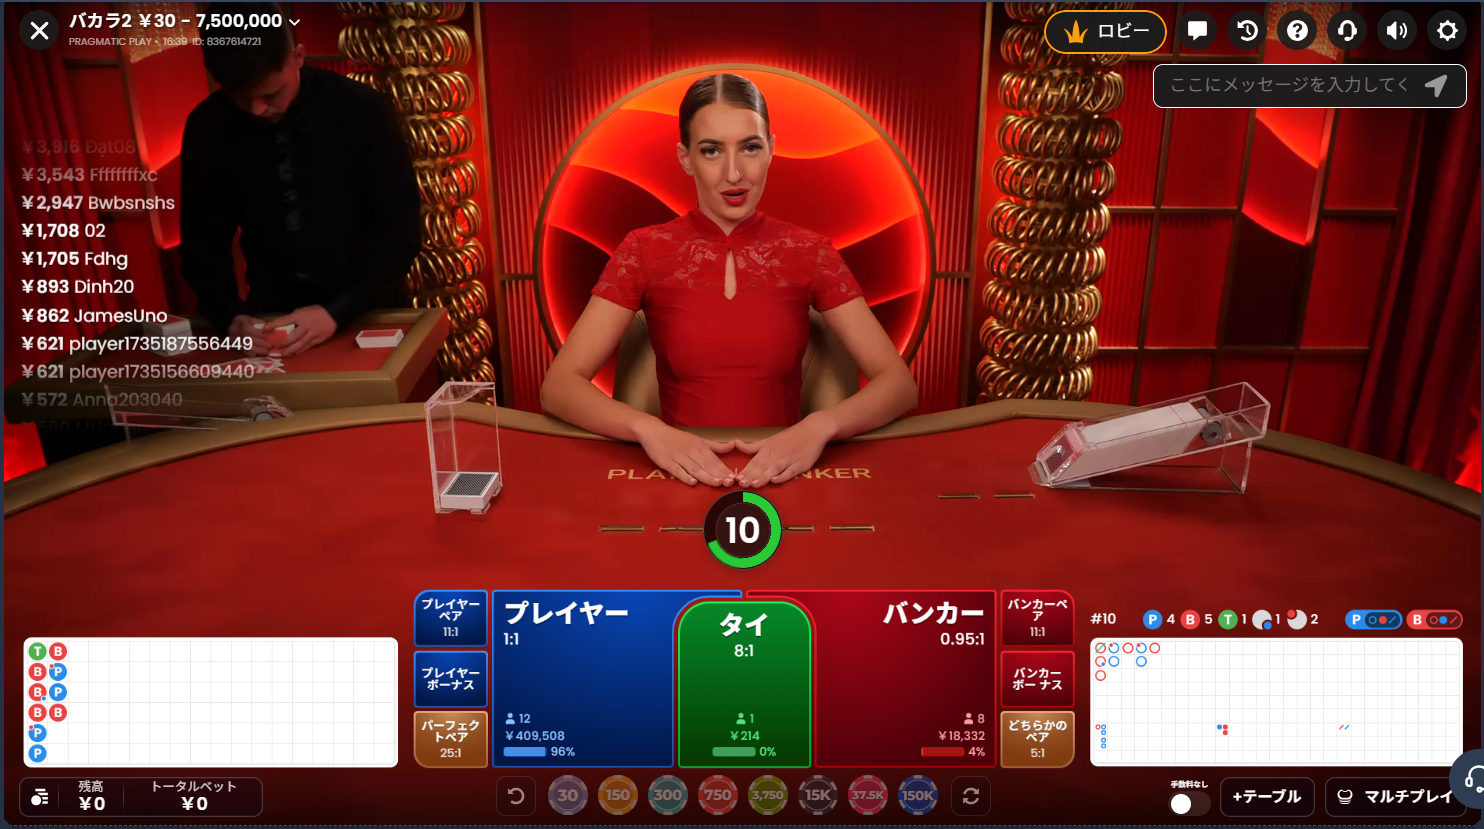 バカラ2 ¥30 - 7,500,000
PRAGMATIC PLAY • 16:39 ID: 8367614721
ロビー
ここにメッセージを入力してく
¥3,916 Đạt08
¥3,543 Fffffffxc
¥2,947 Bwbsnshs
¥1,708 02
¥1,705 Fdhg
¥893 Dinh20
¥862 JamesUno
¥621 player1735187556449
¥621 player1735156609440
¥572 Anna203040
10
プレイヤーペア
11:1
プレイヤーボーナス
パーフェクトペア
25:1
プレイヤー
1:1
12
¥409,508
96%
タイ
8:1
1
¥214
0%
バンカー
0.95:1
8
¥18,332
4%
バンカーペア
11:1
バンカーボーナス
どちらかのペア
5:1
#10 P 4 B 5 T 1 1 2 P B
T B
B P
B P
B B
P
P
残高
¥0
トータルベット
¥0
30 150 300 750 3,750 15K 37.5K 150K
手数料なし
+テーブル
マルチプレイ